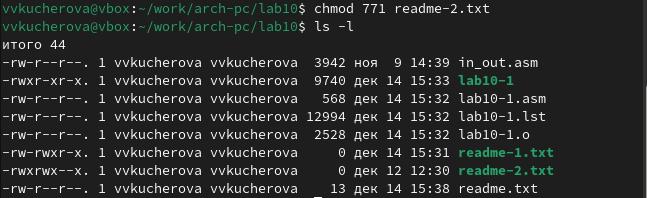 vvkucherova@vbox:~/work/arch-pc/lab10$ chmod 771 readme-2.txt
vvkucherova@vbox:~/work/arch-pc/lab10$ ls -l
итого 44
-rw-r--r--. 1 vvkucherova vvkucherova  3942 ноя  9 14:39 in_out.asm
-rwxr-xr-x. 1 vvkucherova vvkucherova  9740 дек 14 15:33 lab10-1
-rw-r--r--. 1 vvkucherova vvkucherova   568 дек 14 15:32 lab10-1.asm
-rw-r--r--. 1 vvkucherova vvkucherova 12994 дек 14 15:32 lab10-1.lst
-rw-r--r--. 1 vvkucherova vvkucherova  2528 дек 14 15:32 lab10-1.o
-rw-rwxr-x. 1 vvkucherova vvkucherova     0 дек 14 15:31 readme-1.txt
-rwxrwx--x. 1 vvkucherova vvkucherova     0 дек 12 12:30 readme-2.txt
-rw-r--r--. 1 vvkucherova vvkucherova    13 дек 14 15:38 readme.txt